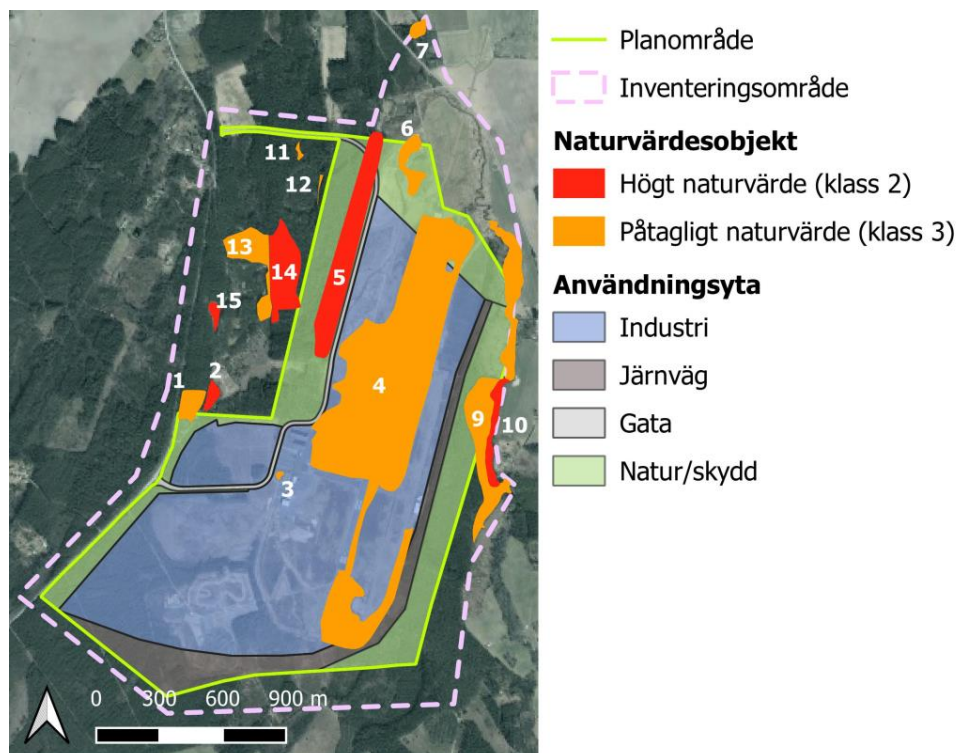 7
6
11
12
13
14
5
15
4
1
2
9
10
3
0 300 600 900 m
Planområde
Inventeringsområde
Naturvärdesobjekt
Högt naturvärde (klass 2)
Påtagligt naturvärde (klass 3)
Användningsyta
Industri
Järnväg
Gata
Natur/skydd